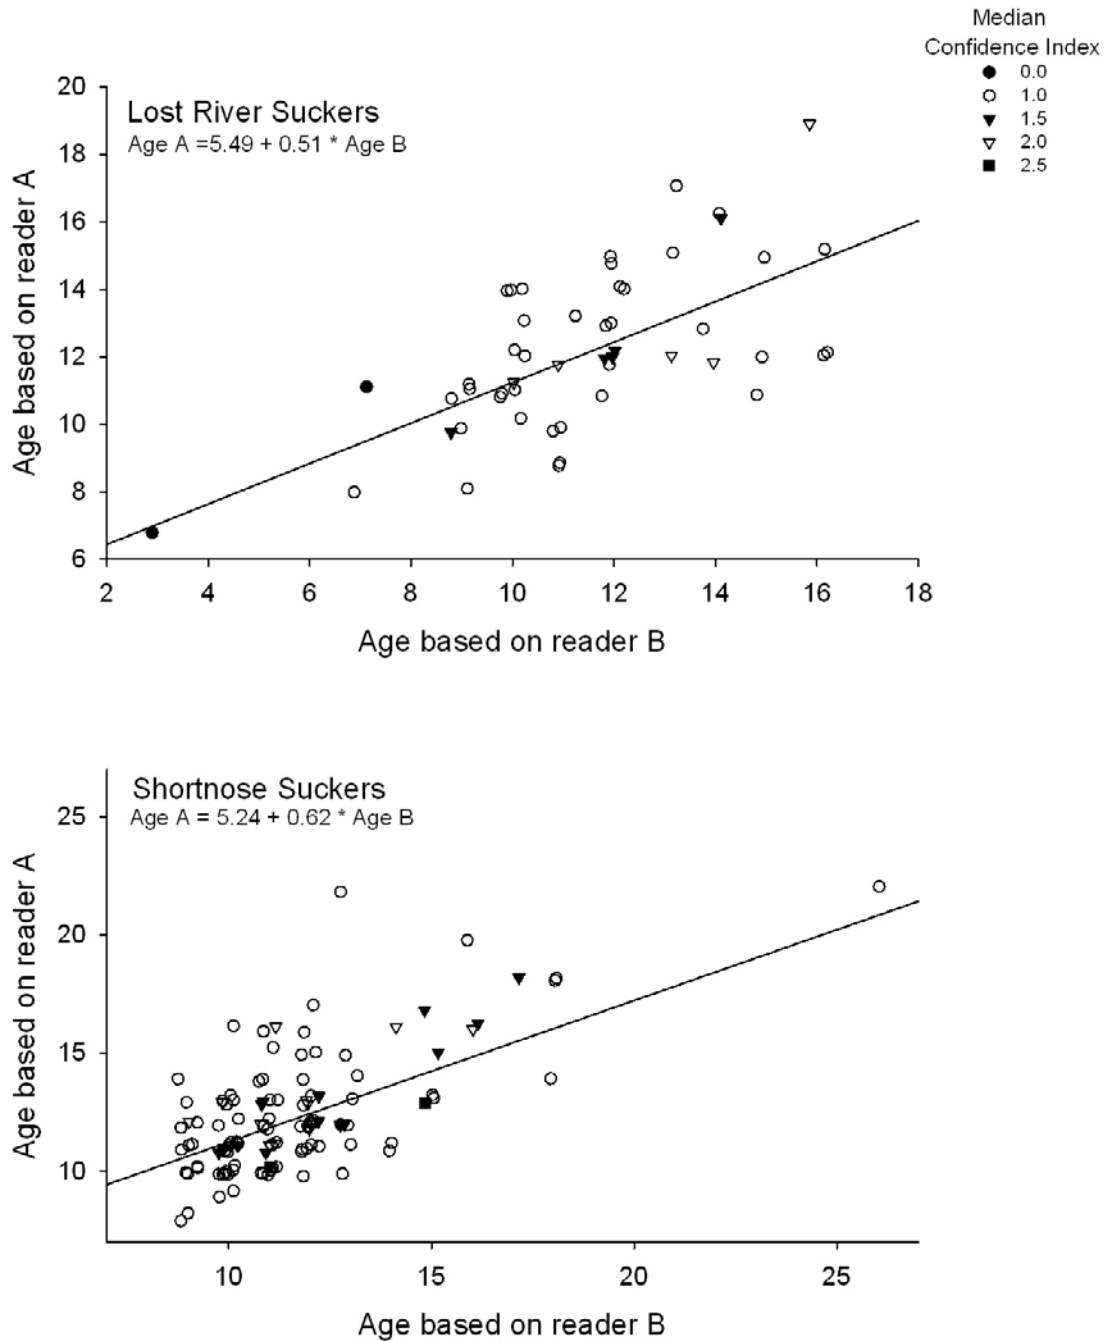 Median
Confidence Index
0.0
1.0
1.5
2.0
2.5
Lost River Suckers
Age A =5.49 + 0.51 * Age B
Age based on reader A
20
18
16
14
12
10
8
6
2 4 6 8 10 12 14 16 18
Age based on reader B
Shortnose Suckers
Age A = 5.24 + 0.62 * Age B
Age based on reader A
25
20
15
10
10 15 20 25
Age based on reader B